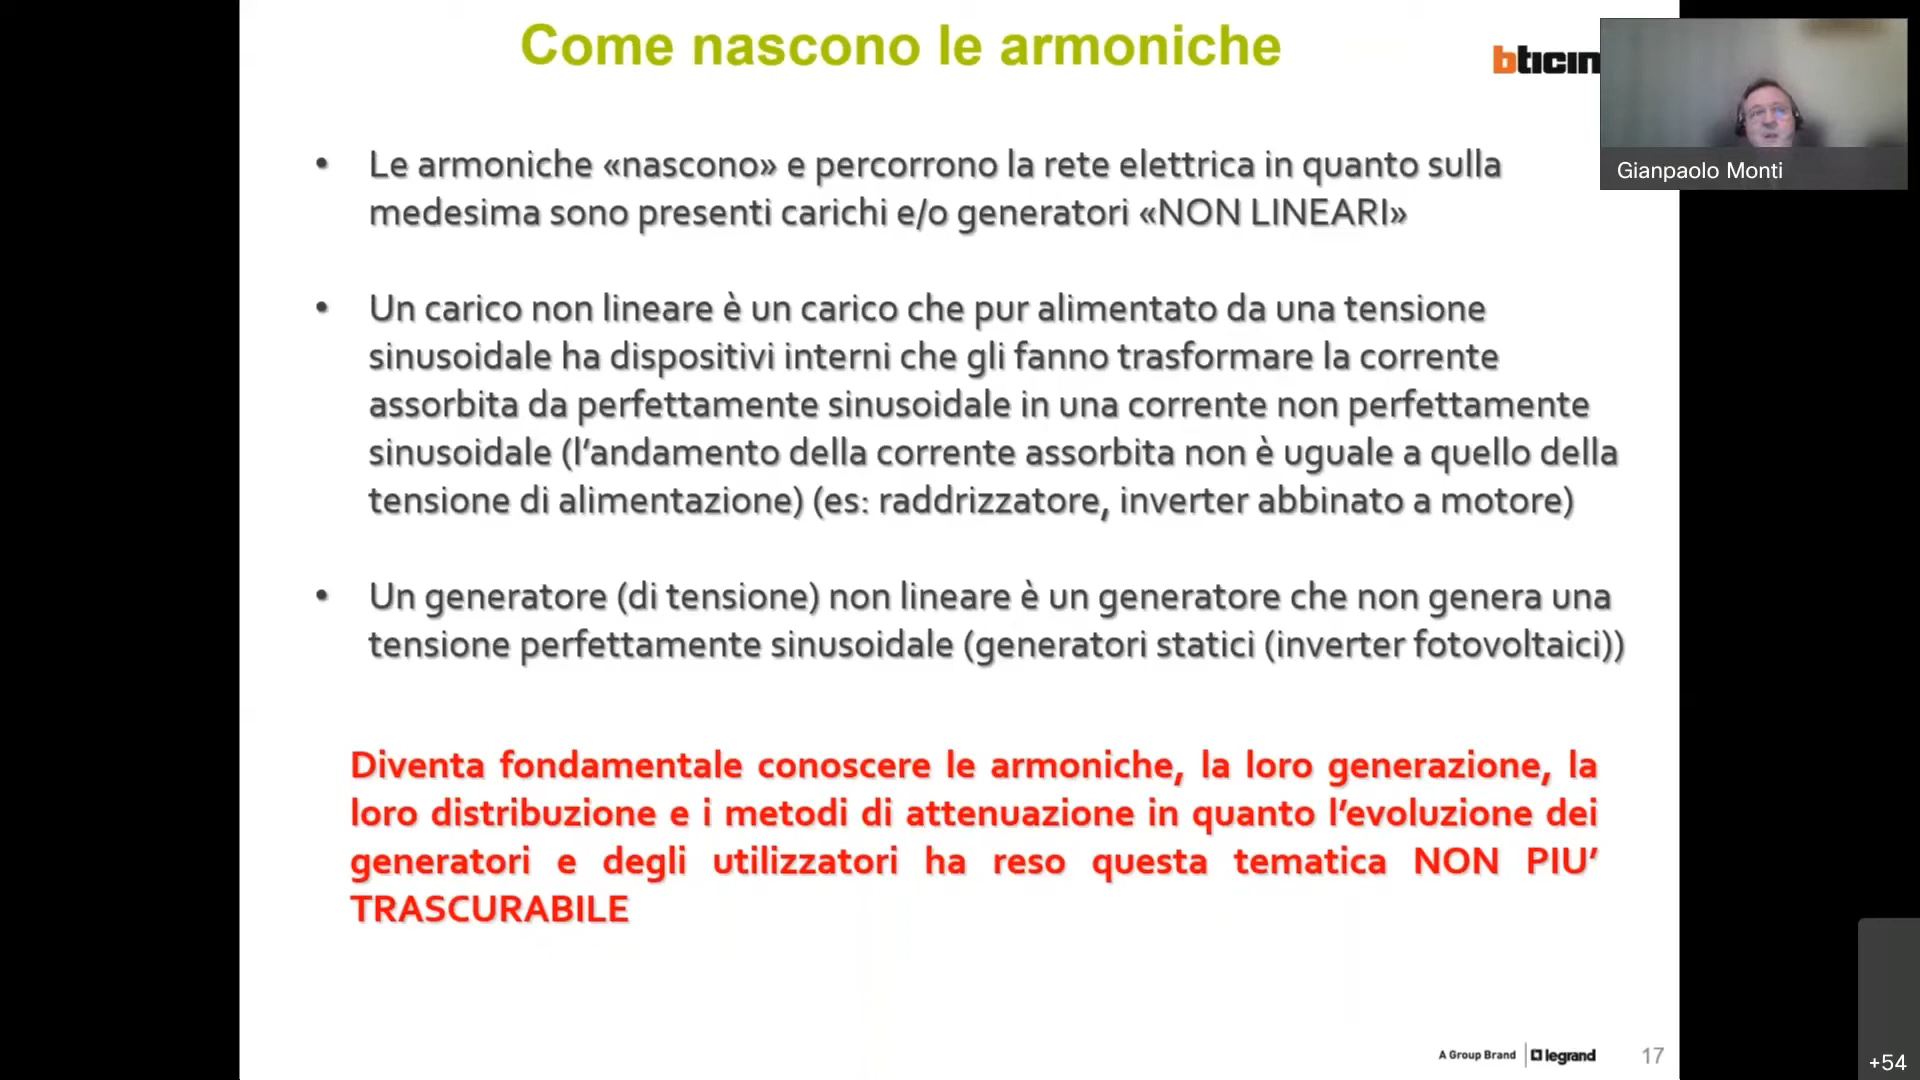 Come nascono le armoniche
bticin
Gianpaolo Monti
• Le armoniche «nascono» e percorrono la rete elettrica in quanto sulla
medesima sono presenti carichi e/o generatori «NON LINEARI»
• Un carico non lineare è un carico che pur alimentato da una tensione
sinusoidale ha dispositivi interni che gli fanno trasformare la corrente
assorbita da perfettamente sinusoidale in una corrente non perfettamente
sinusoidale (l’andamento della corrente assorbita non è uguale a quello della
tensione di alimentazione) (es: raddrizzatore, inverter abbinato a motore)
• Un generatore (di tensione) non lineare è un generatore che non genera una
tensione perfettamente sinusoidale (generatori statici (inverter fotovoltaici))
Diventa fondamentale conoscere le armoniche, la loro generazione, la
loro distribuzione e i metodi di attenuazione in quanto l’evoluzione dei
generatori e degli utilizzatori ha reso questa tematica NON PIU’
TRASCURABILE
A Group Brand legrand 17
+54